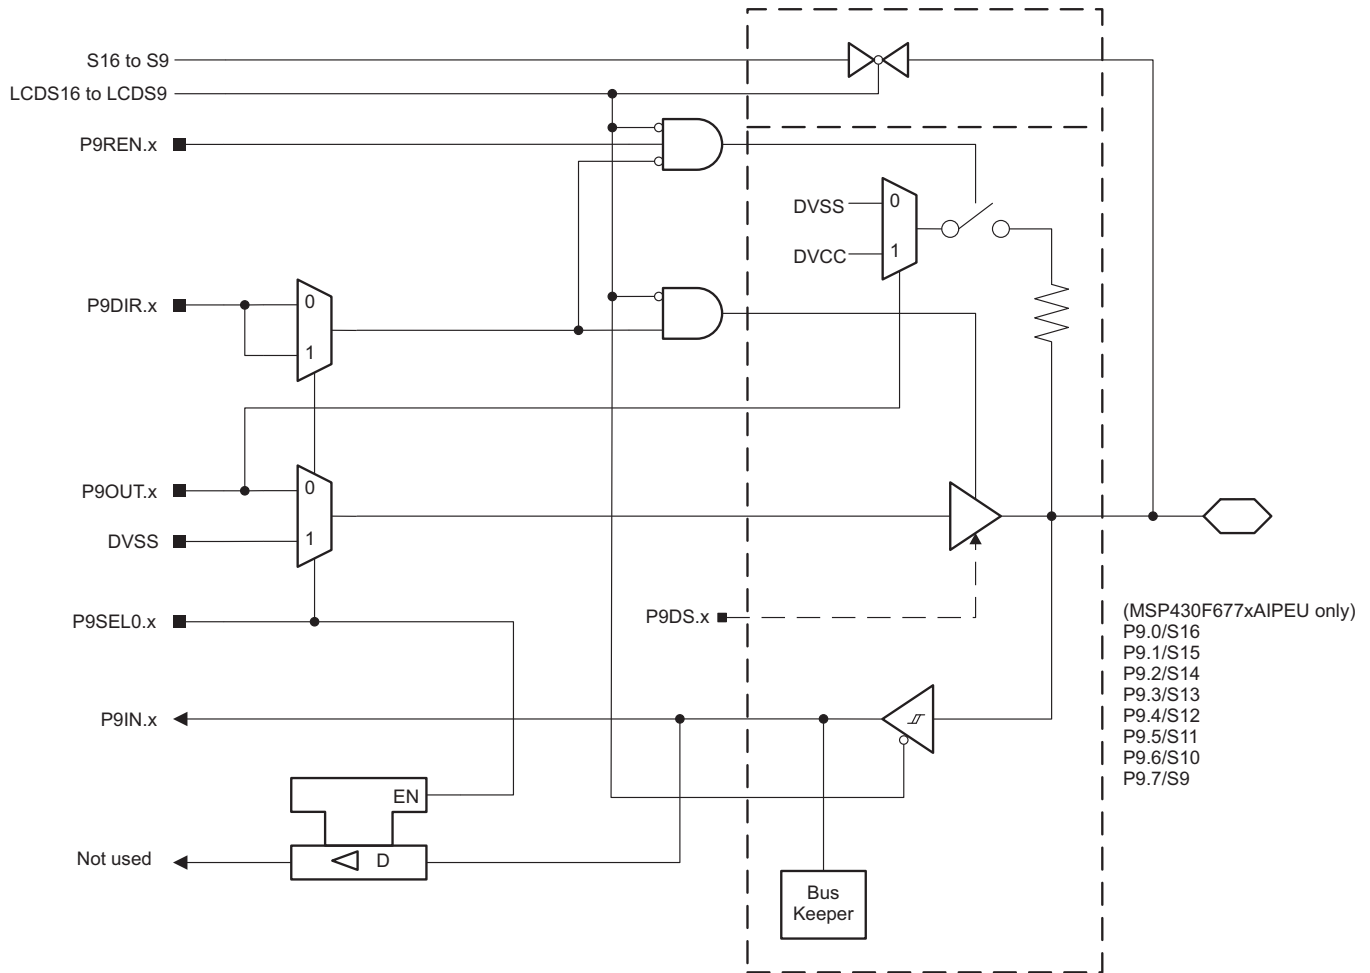 S16 to S9
LCDS16 to LCDS9
P9REN.x
DVSS
0
DVCC
1
P9DIR.x
0
1
P9OUT.x
0
DVSS
1
P9SEL0.x
P9DS.x
(MSP430F677xAIPEU only)
P9.0/S16
P9.1/S15
P9.2/S14
P9.3/S13
P9.4/S12
P9.5/S11
P9.6/S10
P9.7/S9
P9IN.x
EN
Not used
D
Bus
Keeper